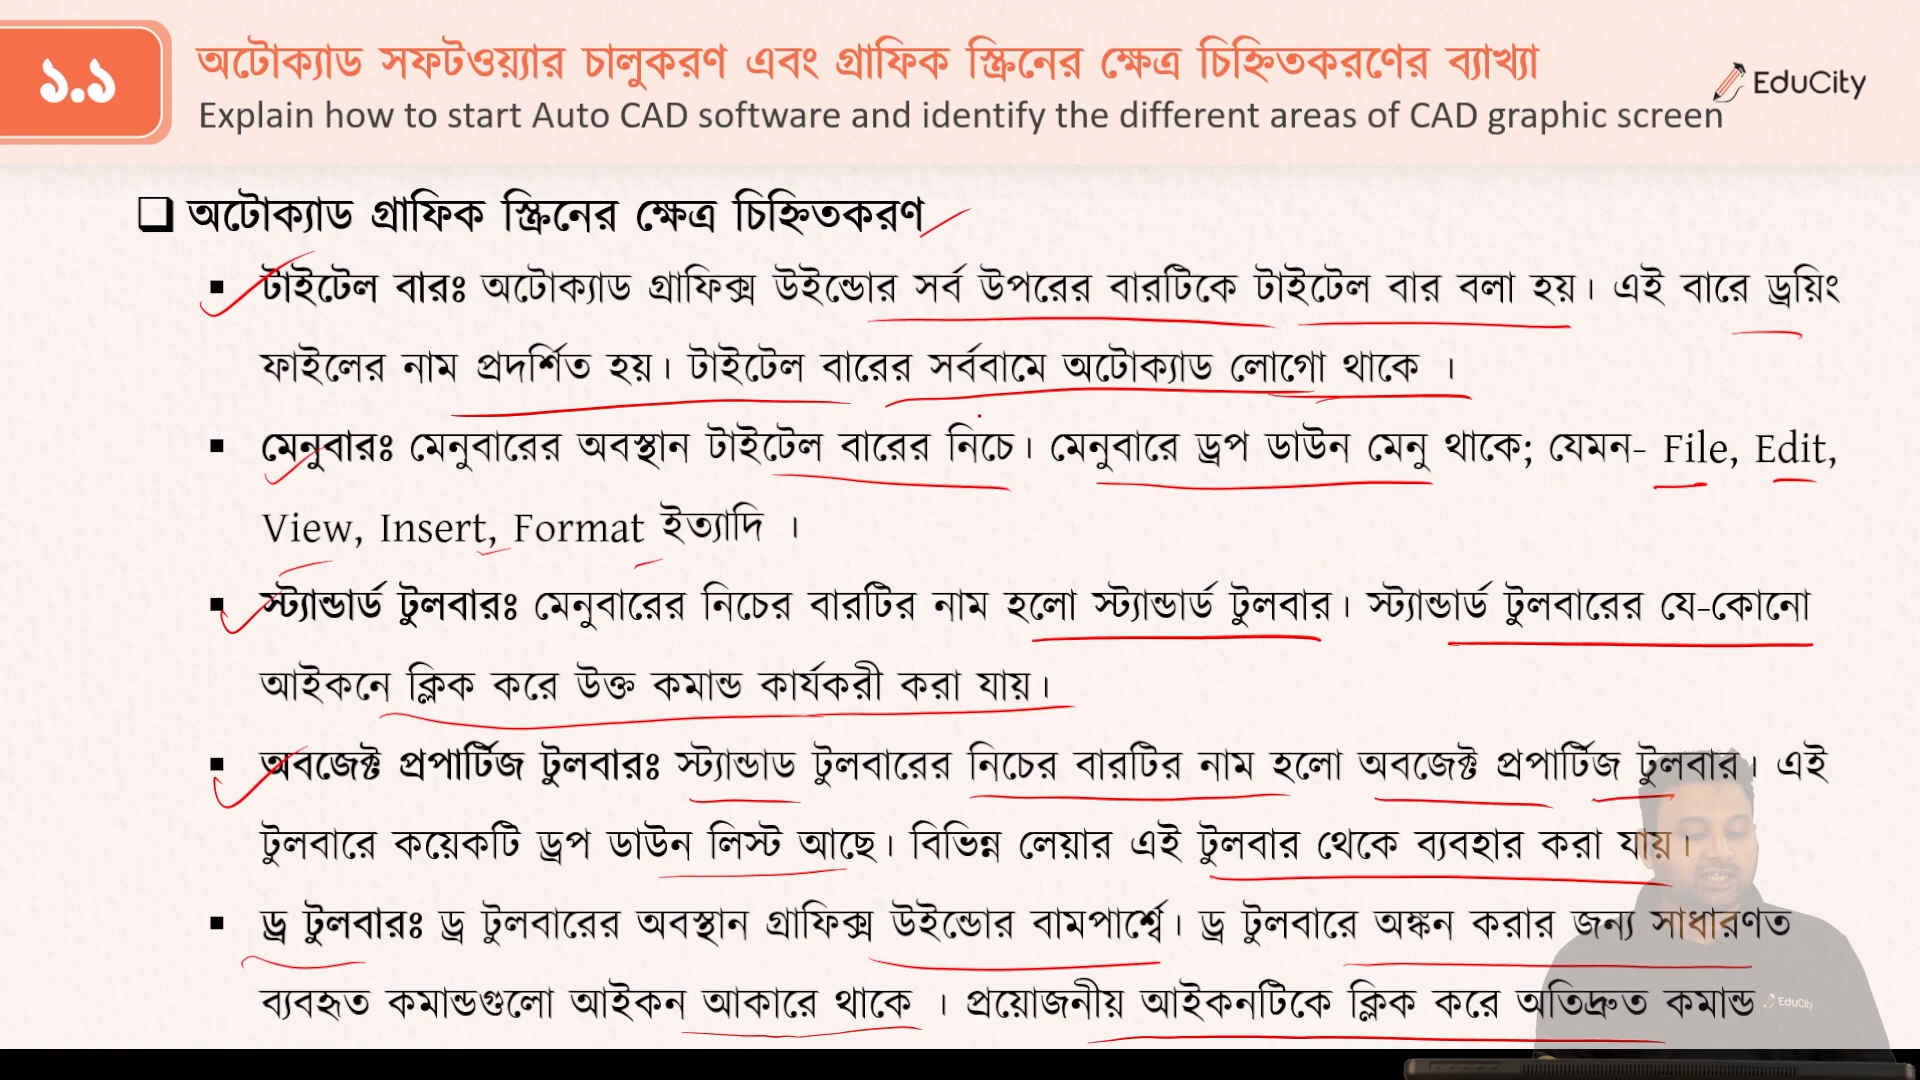 ১.১
অটোক্যাড সফটওয়্যার চালুকরণ এবং গ্রাফিক স্ক্রিনের ক্ষেত্র চিহ্নিতকরণের ব্যাখ্যা
Explain how to start Auto CAD software and identify the different areas of CAD graphic screen
EduCity
অটোক্যাড গ্রাফিক স্ক্রিনের ক্ষেত্র চিহ্নিতকরণ
টাইটেল বারঃ অটোক্যাড গ্রাফিক্স উইন্ডোর সর্ব উপরের বারটিকে টাইটেল বার বলা হয়। এই বারে ড্রয়িং
ফাইলের নাম প্রদর্শিত হয়। টাইটেল বারের সর্ববামে অটোক্যাড লোগো থাকে ।
মেনুবারঃ মেনুবারের অবস্থান টাইটেল বারের নিচে। মেনুবারে ড্রপ ডাউন মেনু থাকে; যেমন- File, Edit,
View, Insert, Format ইত্যাদি ।
স্ট্যান্ডার্ড টুলবারঃ মেনুবারের নিচের বারটির নাম হলো স্ট্যান্ডার্ড টুলবার। স্ট্যান্ডার্ড টুলবারের যে-কোনো
আইকনে ক্লিক করে উক্ত কমান্ড কার্যকরী করা যায়।
অবজেক্ট প্রপার্টিজ টুলবারঃ স্ট্যান্ডাড টুলবারের নিচের বারটির নাম হলো অবজেক্ট প্রপার্টিজ টুলবার। এই
টুলবারে কয়েকটি ড্রপ ডাউন লিস্ট আছে। বিভিন্ন লেয়ার এই টুলবার থেকে ব্যবহার করা যায়।
ড্র টুলবারঃ ড্র টুলবারের অবস্থান গ্রাফিক্স উইন্ডোর বামপার্শ্বে। ড্র টুলবারে অঙ্কন করার জন্য সাধারণত
ব্যবহৃত কমান্ডগুলো আইকন আকারে থাকে । প্রয়োজনীয় আইকনটিকে ক্লিক করে অতিদ্রুত কমান্ড
EduCity